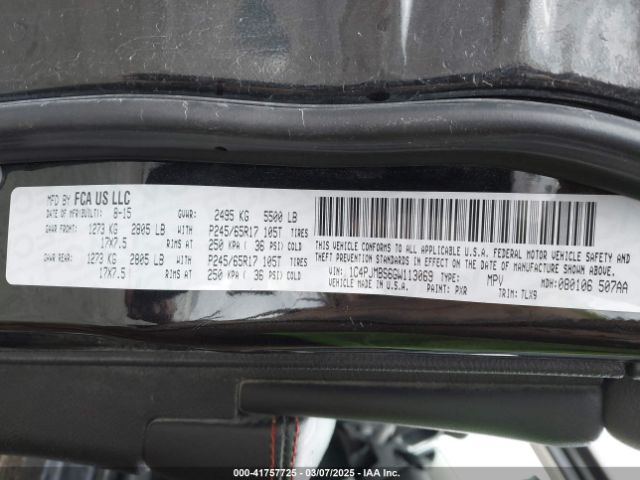 MFD BY FCA US LLC
DATE OF MFR(BUILT): 8-15 GVWR: 2495 KG 5500 LB
GAWR FRONT: 1273 KG 2805 LB WITH P245/65R17 105T TIRES
17X7.5 RIMS AT 250 KPA ( 36 PSI) COLD
GAWR REAR: 1273 KG 2805 LB WITH P245/65R17 105T TIRES
17X7.5 RIMS AT 250 KPA ( 36 PSI) COLD
THIS VEHICLE CONFORMS TO ALL APPLICABLE U.S.A. FEDERAL MOTOR VEHICLE SAFETY AND
THEFT PREVENTION STANDARDS IN EFFECT ON THE DATE OF MANUFACTURE SHOWN ABOVE.
VIN: 1C4PJMBS6GW113069 TYPE: MPV MDH: 080106 507AA
VEHICLE MADE IN U.S.A. PAINT: PXR TRIM: TLX9
000-41757725 | 03/07/2025 | IAA Inc.